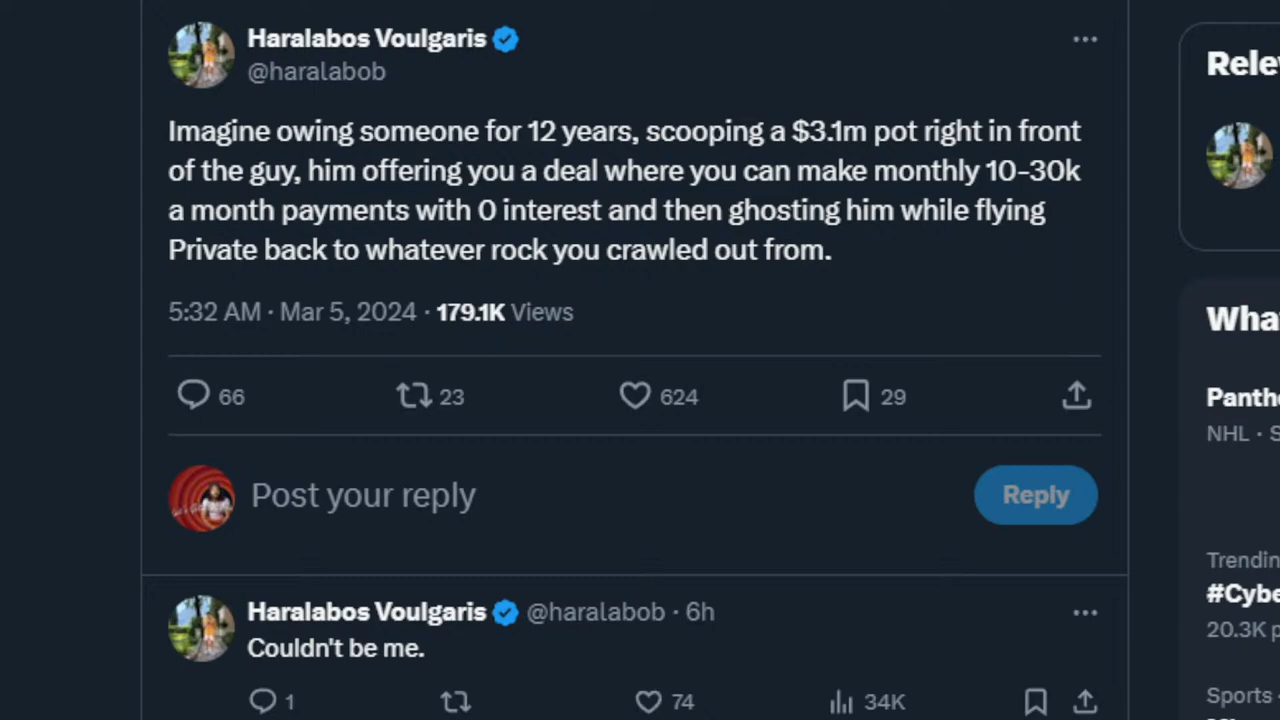 Haralabos Voulgaris
@haralabob
Imagine owing someone for 12 years, scooping a $3.1m pot right in front
of the guy, him offering you a deal where you can make monthly 10-30k
a month payments with 0 interest and then ghosting him while flying
Private back to whatever rock you crawled out from.
5:32 AM · Mar 5, 2024 · 179.1K Views
66 23 624 29
Post your reply
Reply
Haralabos Voulgaris @haralabob · 6h
Couldn't be me.
1 74 34K
Rele
Wha
Panth
NHL · S
Trendin
#Cybe
20.3K p
Sports ·